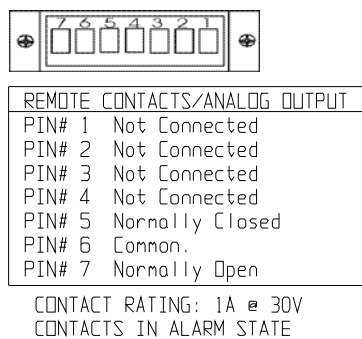 7 6 5 4 3 2 1
REMOTE CONTACTS/ANALOG OUTPUT
PIN# 1 Not Connected
PIN# 2 Not Connected
PIN# 3 Not Connected
PIN# 4 Not Connected
PIN# 5 Normally Closed
PIN# 6 Common.
PIN# 7 Normally Open
CONTACT RATING: 1A @ 30V
CONTACTS IN ALARM STATE